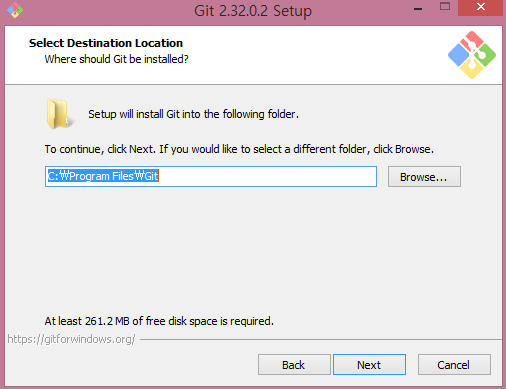 Git 2.32.0.2 Setup
Select Destination Location
Where should Git be installed?
Setup will install Git into the following folder.
To continue, click Next. If you would like to select a different folder, click Browse.
C:₩Program Files₩Git
Browse...
At least 261.2 MB of free disk space is required.
https://gitforwindows.org/
Back
Next
Cancel